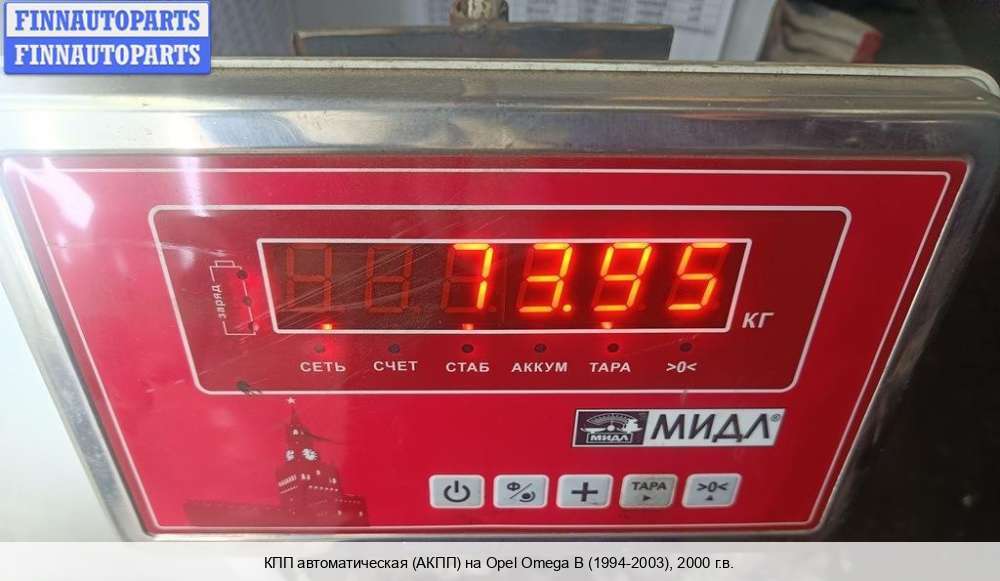 FINNAUTOPARTS
FINNAUTOPARTS
73.95
КГ
заряд
СЕТЬ СЧЕТ СТАБ АККУМ ТАРА >0<
МИДЛ МИДЛ®
Ф ТАРА >0<
КПП автоматическая (АКПП) на Opel Omega B (1994-2003), 2000 г.в.